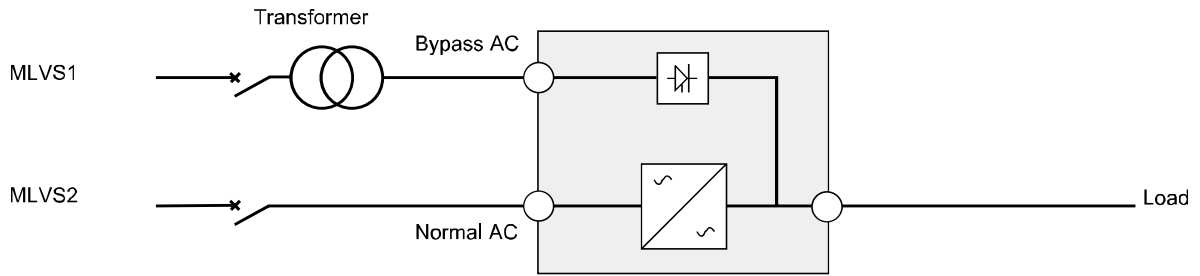 Transformer
Bypass AC
MLVS1
MLVS2
Load
Normal AC